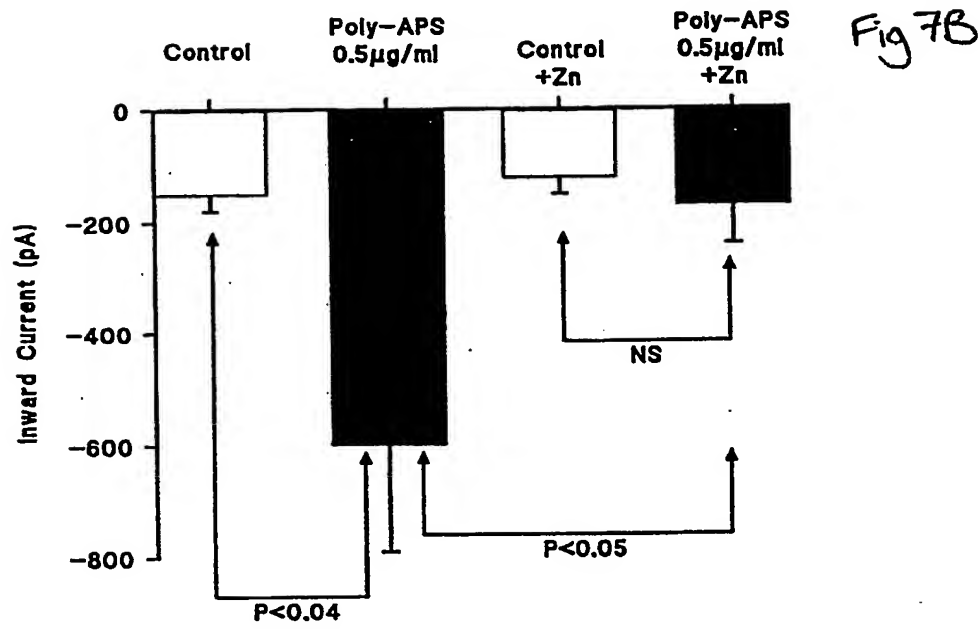 Fig 7B
Control
Poly-APS
0.5µg/ml
Control
+Zn
Poly-APS
0.5µg/ml
+Zn
Inward Current (pA)
0
-200
-400
-600
-800
NS
P<0.05
P<0.04